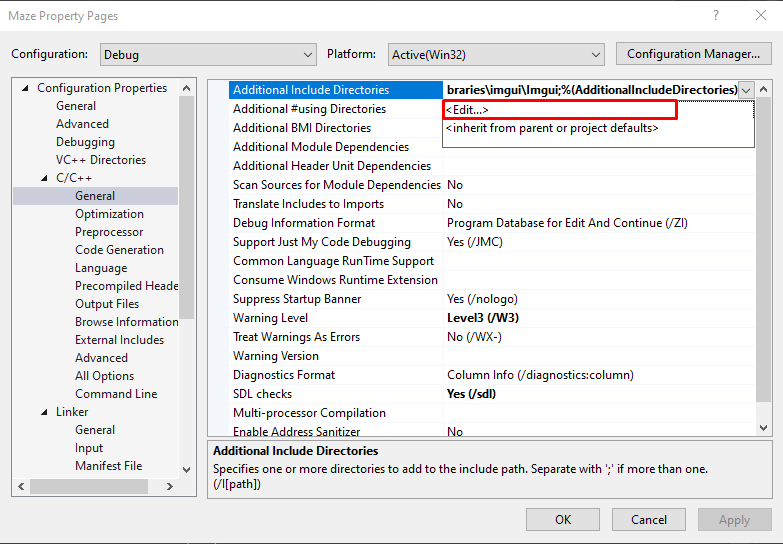 Maze Property Pages
Configuration: Debug Platform: Active(Win32) Configuration Manager...
Configuration Properties
General
Advanced
Debugging
VC++ Directories
C/C++
General
Optimization
Preprocessor
Code Generation
Language
Precompiled Heade
Output Files
Browse Information
External Includes
Advanced
All Options
Command Line
Linker
General
Input
Manifest File
Additional Include Directories braries\imgui\Imgui;%(AdditionalIncludeDirectories)
Additional #using Directories <Edit...>
Additional BMI Directories <inherit from parent or project defaults>
Additional Module Dependencies
Additional Header Unit Dependencies
Scan Sources for Module Dependencies No
Translate Includes to Imports No
Debug Information Format Program Database for Edit And Continue (/ZI)
Support Just My Code Debugging Yes (/JMC)
Common Language RunTime Support
Consume Windows Runtime Extension
Suppress Startup Banner Yes (/nologo)
Warning Level Level3 (/W3)
Treat Warnings As Errors No (/WX-)
Warning Version
Diagnostics Format Column Info (/diagnostics:column)
SDL checks Yes (/sdl)
Multi-processor Compilation
Enable Address Sanitizer No
Additional Include Directories
Specifies one or more directories to add to the include path. Separate with ';' if more than one.
(/I[path])
OK Cancel Apply